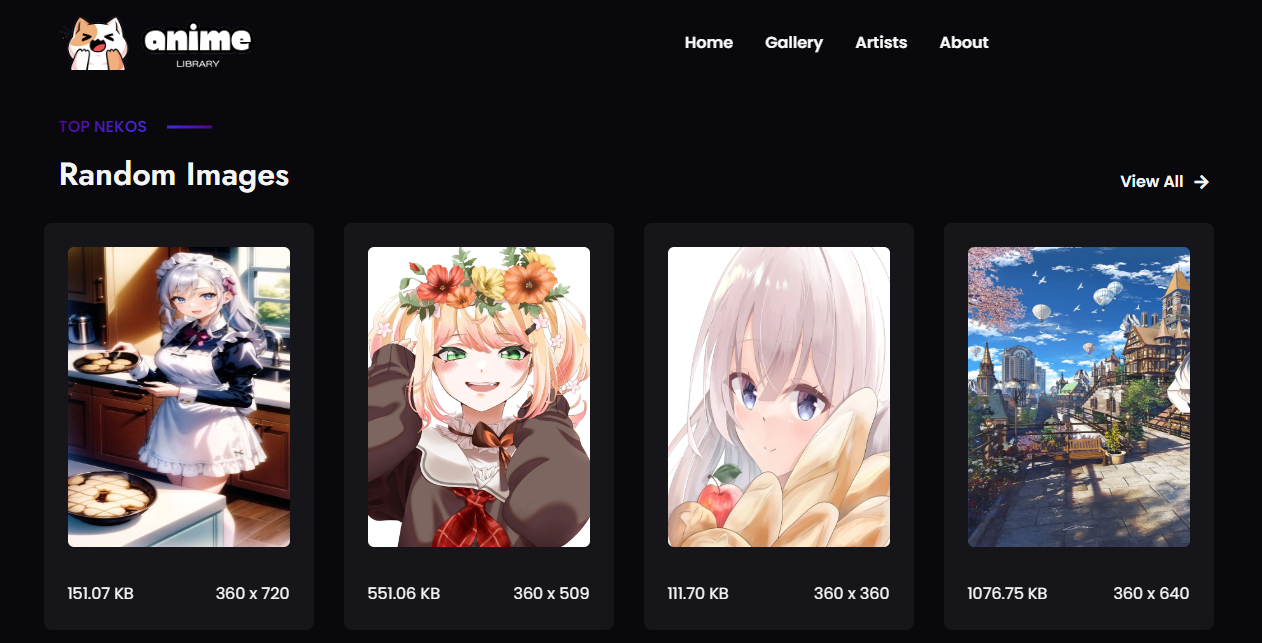 anime
LIBRARY
Home Gallery Artists About
TOP NEKOS
Random Images
View All
151.07 KB 360 x 720
551.06 KB 360 x 509
111.70 KB 360 x 360
1076.75 KB 360 x 640